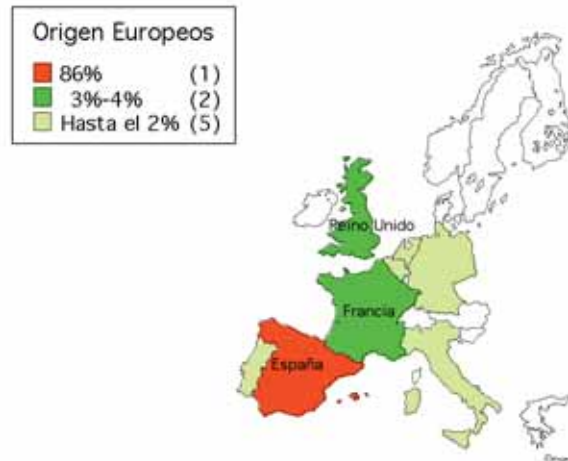 Origen Europeos
86% (1)
3%-4% (2)
Hasta el 2% (5)
Reino Unido
Francia
España